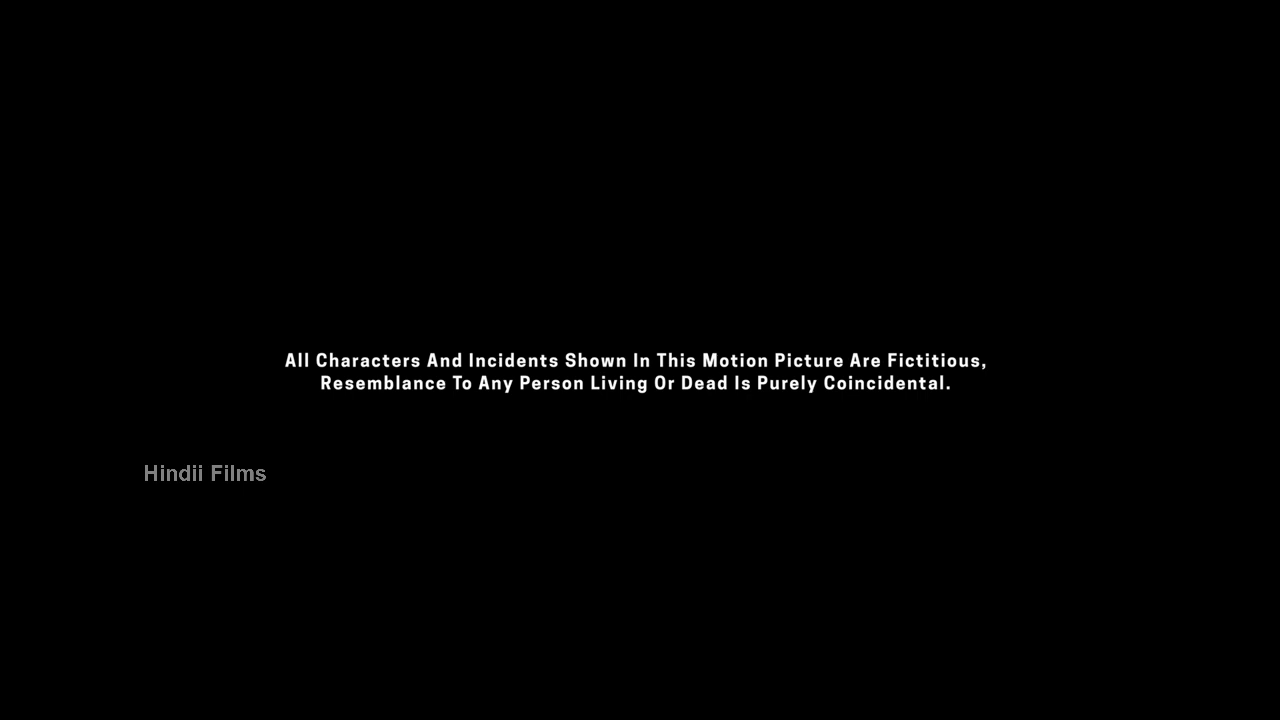 All Characters And Incidents Shown In This Motion Picture Are Fictitious,
Resemblance To Any Person Living Or Dead Is Purely Coincidental.
Hindii Films